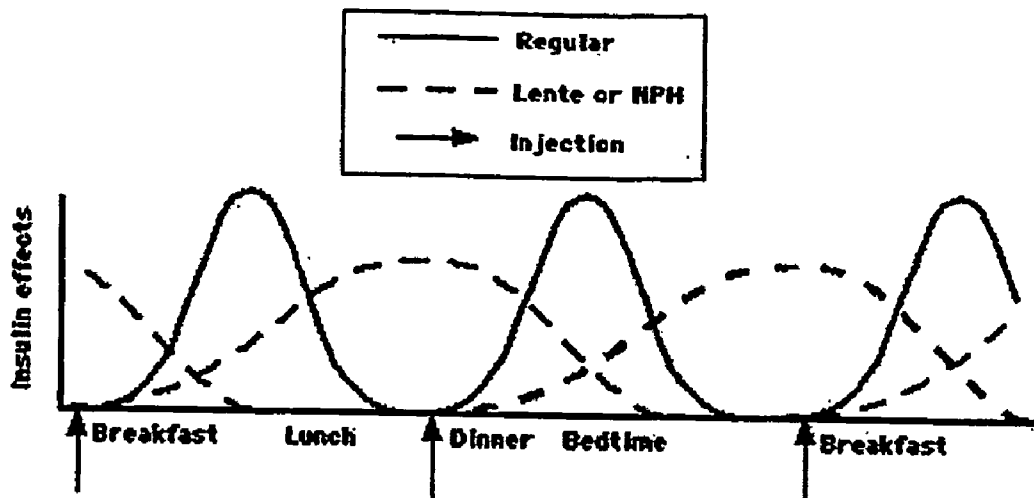 Regular
Lente or NPH
Injection
Insulin effects
Breakfast Lunch Dinner Bedtime Breakfast